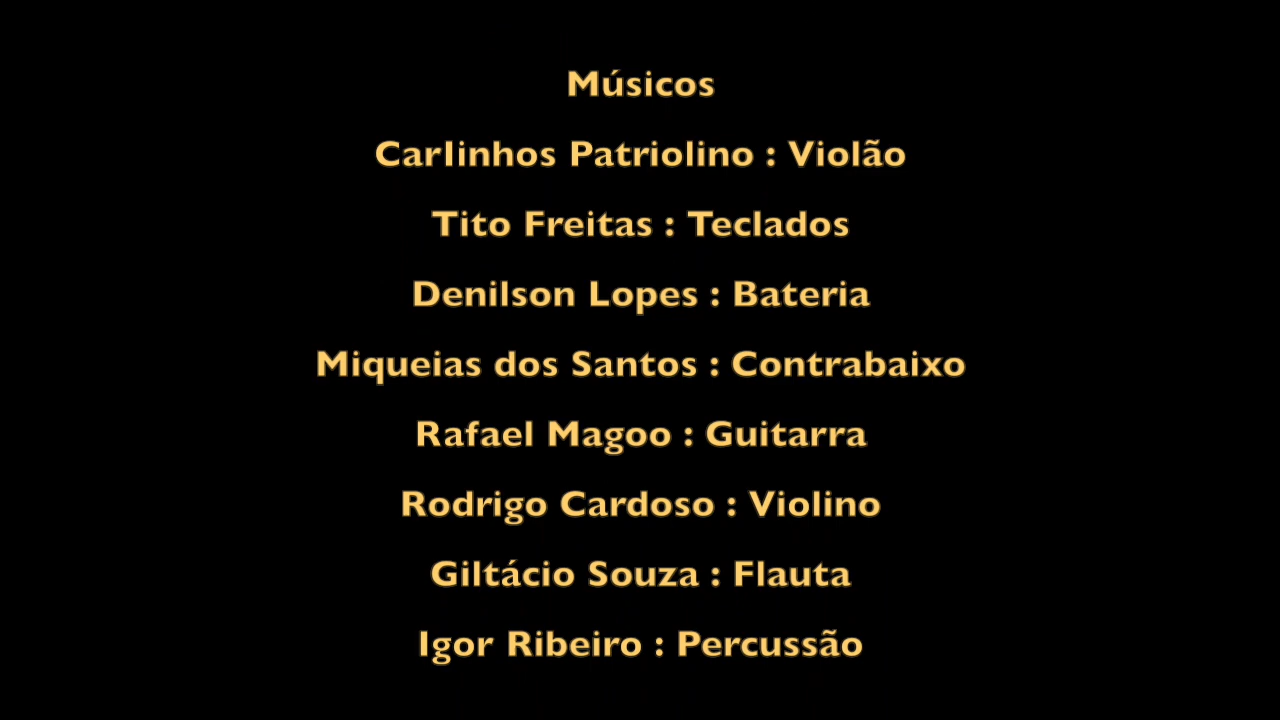 Músicos
Carlinhos Patriolino : Violão
Tito Freitas : Teclados
Denilson Lopes : Bateria
Miqueias dos Santos : Contrabaixo
Rafael Magoo : Guitarra
Rodrigo Cardoso : Violino
Giltácio Souza : Flauta
Igor Ribeiro : Percussão